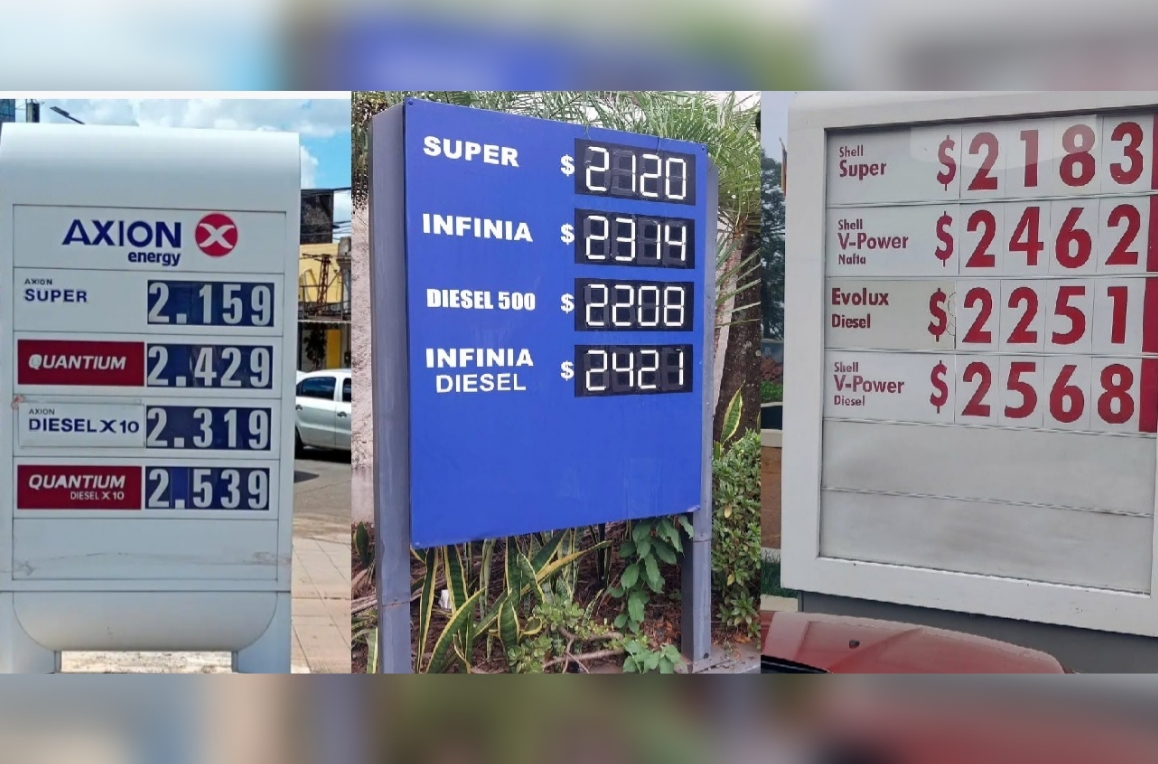 AXION
energy
AXION
SUPER 2.159
QUANTIUM 2.429
AXION
DIESEL X 10 2.319
QUANTIUM 2.539
DIESEL X 10
SUPER $ 2120
INFINIA $ 2314
DIESEL 500 $ 2208
INFINIA $ 2421
DIESEL
Shell
Super $ 2183
Shell
V-Power $ 2462
Nafta
Evolux $ 2251
Diesel
Shell
V-Power $ 2568
Diesel